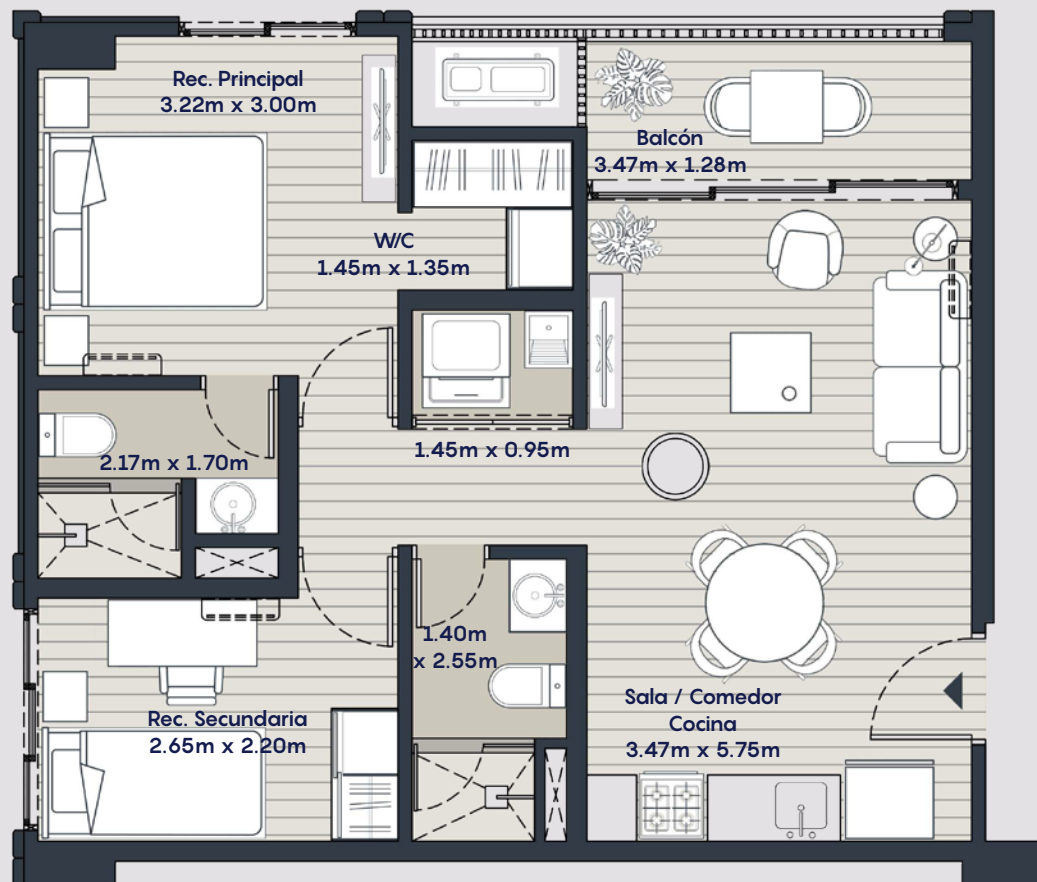 Rec. Principal
3.22m x 3.00m
Balcón
3.47m x 1.28m
W/C
1.45m x 1.35m
1.45m x 0.95m
2.17m x 1.70m
1.40m
x 2.55m
Rec. Secundaria
2.65m x 2.20m
Sala / Comedor
Cocina
3.47m x 5.75m